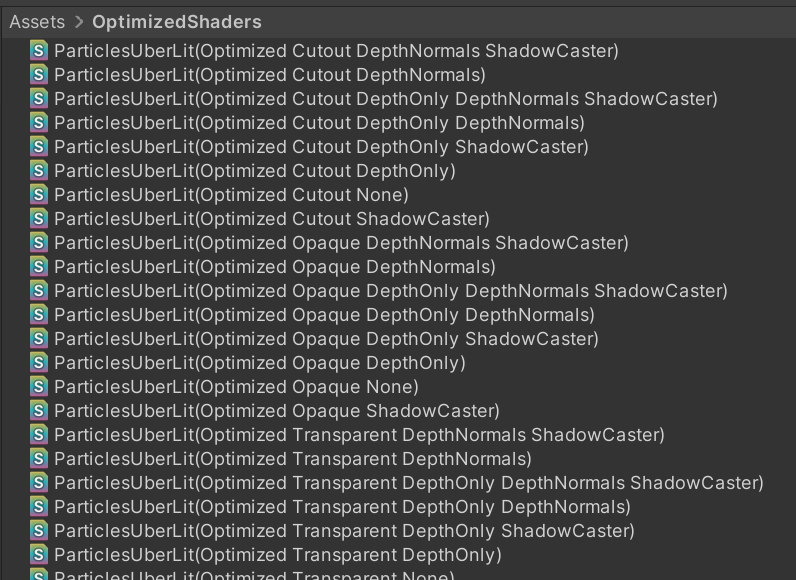 Assets > OptimizedShaders
S ParticlesUberLit(Optimized Cutout DepthNormals ShadowCaster)
S ParticlesUberLit(Optimized Cutout DepthNormals)
S ParticlesUberLit(Optimized Cutout DepthOnly DepthNormals ShadowCaster)
S ParticlesUberLit(Optimized Cutout DepthOnly DepthNormals)
S ParticlesUberLit(Optimized Cutout DepthOnly ShadowCaster)
S ParticlesUberLit(Optimized Cutout DepthOnly)
S ParticlesUberLit(Optimized Cutout None)
S ParticlesUberLit(Optimized Cutout ShadowCaster)
S ParticlesUberLit(Optimized Opaque DepthNormals ShadowCaster)
S ParticlesUberLit(Optimized Opaque DepthNormals)
S ParticlesUberLit(Optimized Opaque DepthOnly DepthNormals ShadowCaster)
S ParticlesUberLit(Optimized Opaque DepthOnly DepthNormals)
S ParticlesUberLit(Optimized Opaque DepthOnly ShadowCaster)
S ParticlesUberLit(Optimized Opaque DepthOnly)
S ParticlesUberLit(Optimized Opaque None)
S ParticlesUberLit(Optimized Opaque ShadowCaster)
S ParticlesUberLit(Optimized Transparent DepthNormals ShadowCaster)
S ParticlesUberLit(Optimized Transparent DepthNormals)
S ParticlesUberLit(Optimized Transparent DepthOnly DepthNormals ShadowCaster)
S ParticlesUberLit(Optimized Transparent DepthOnly DepthNormals)
S ParticlesUberLit(Optimized Transparent DepthOnly ShadowCaster)
S ParticlesUberLit(Optimized Transparent DepthOnly)
S ParticlesUberLit(Optimized Transparent None)